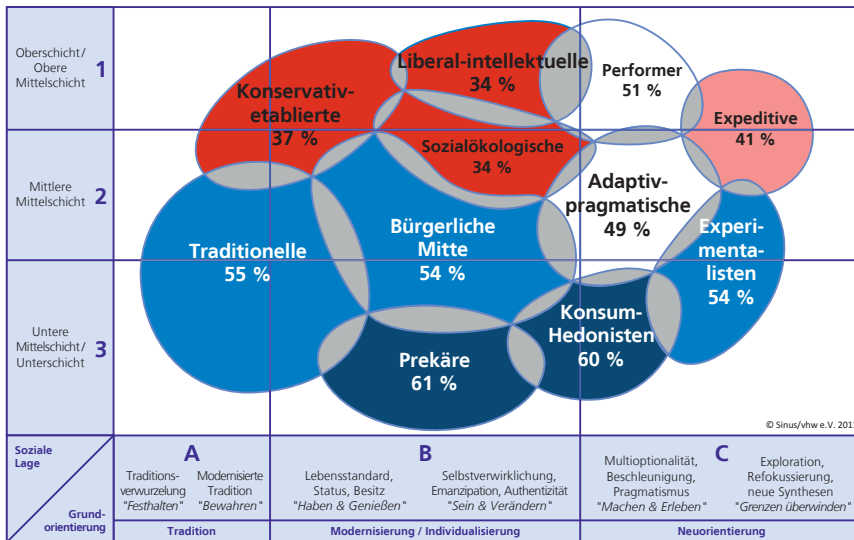 Oberschicht/
Obere
Mittelschicht
1
Mittlere
Mittelschicht
2
Untere
Mittelschicht/
Unterschicht
3
Konservativ-
etablierte
37 %
Liberal-intellektuelle
34 %
Performer
51 %
Expeditive
41 %
Sozialökologische
34 %
Adaptiv-
pragmatische
49 %
Traditionelle
55 %
Bürgerliche
Mitte
54 %
Experi-
menta-
listen
54 %
Prekäre
61 %
Konsum-
Hedonisten
60 %
Soziale
Lage
Grund-
orientierung
A
Traditions-
verwurzelung
"Festhalten"
Modernisierte
Tradition
"Bewahren"
Tradition
B
Lebensstandard,
Status, Besitz
"Haben & Genießen"
Selbstverwirklichung,
Emanzipation, Authentizität
"Sein & Verändern"
Modernisierung / Individualisierung
C
Multioptionalität,
Beschleunigung,
Pragmatismus
"Machen & Erleben"
Exploration,
Refokussierung,
neue Synthesen
"Grenzen überwinden"
Neuorientierung